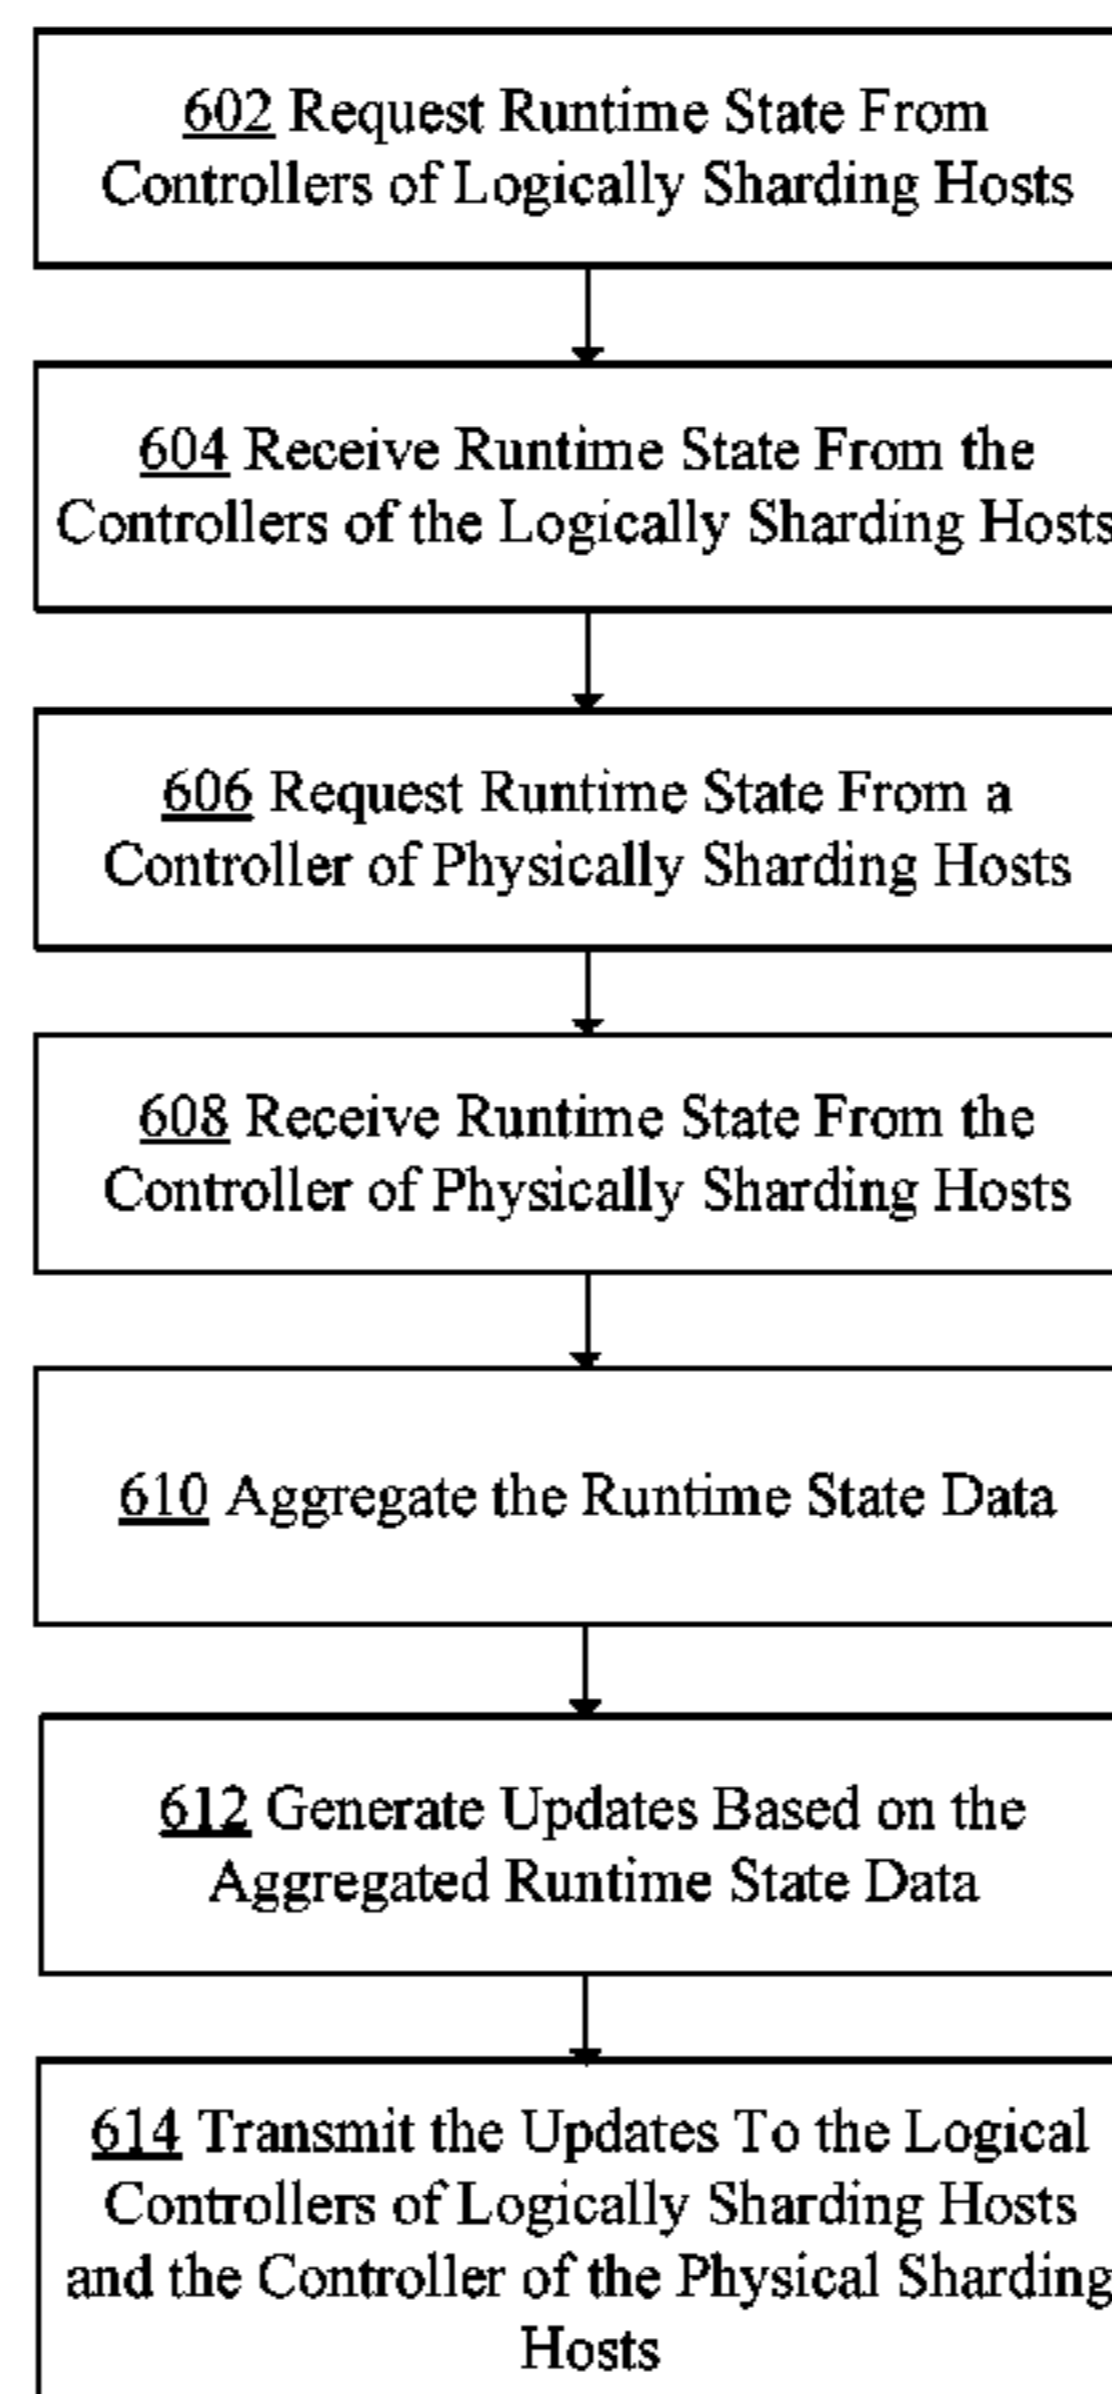 602 Request Runtime State From
Controllers of Logically Sharding Hosts
604 Receive Runtime State From the
Controllers of the Logically Sharding Hosts
606 Request Runtime State From a
Controller of Physically Sharding Hosts
608 Receive Runtime State From the
Controller of Physically Sharding Hosts
610 Aggregate the Runtime State Data
612 Generate Updates Based on the
Aggregated Runtime State Data
614 Transmit the Updates To the Logical
Controllers of Logically Sharding Hosts
and the Controller of the Physical Sharding
Hosts